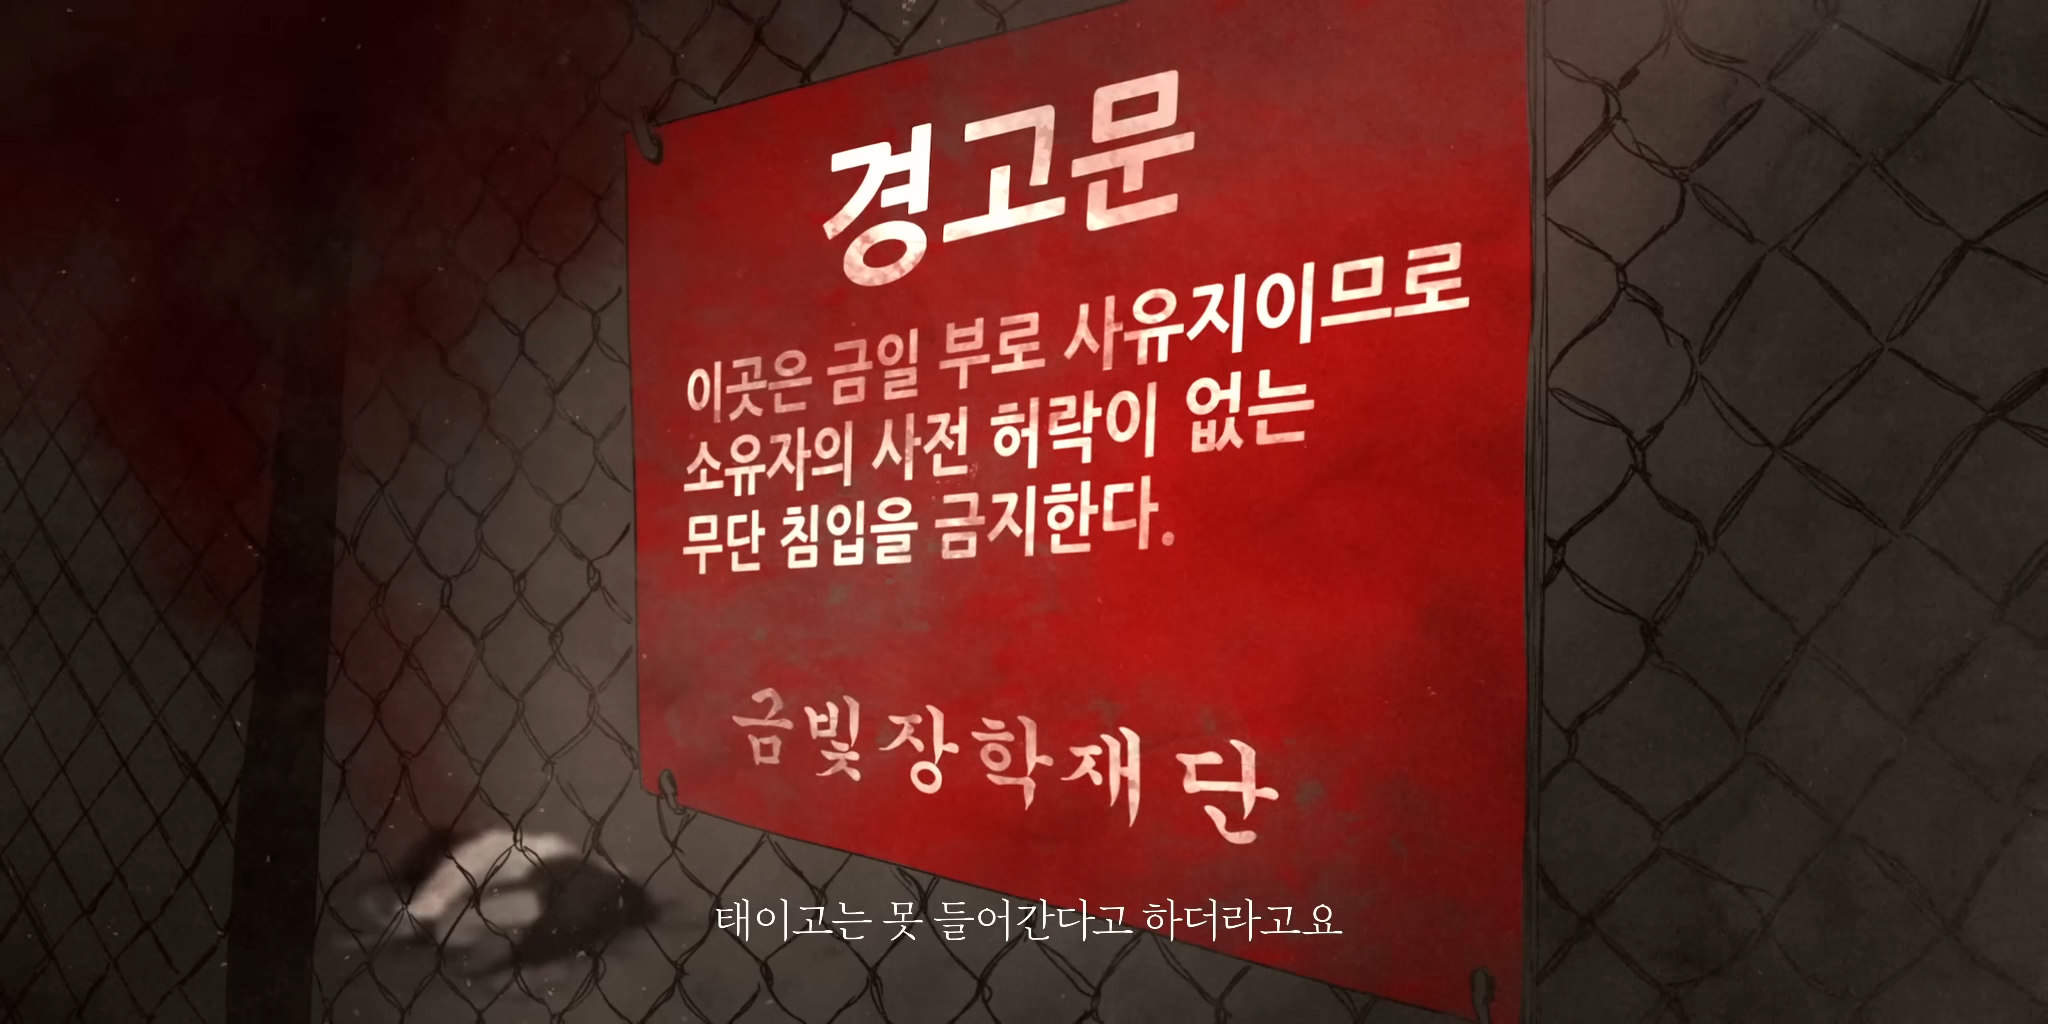 경고문
이곳은 금일 부로 사유지이므로
소유자의 사전 허락이 없는
무단 침입을 금지한다.
금빛장학재단
태이고는 못 들어간다고 하더라고요